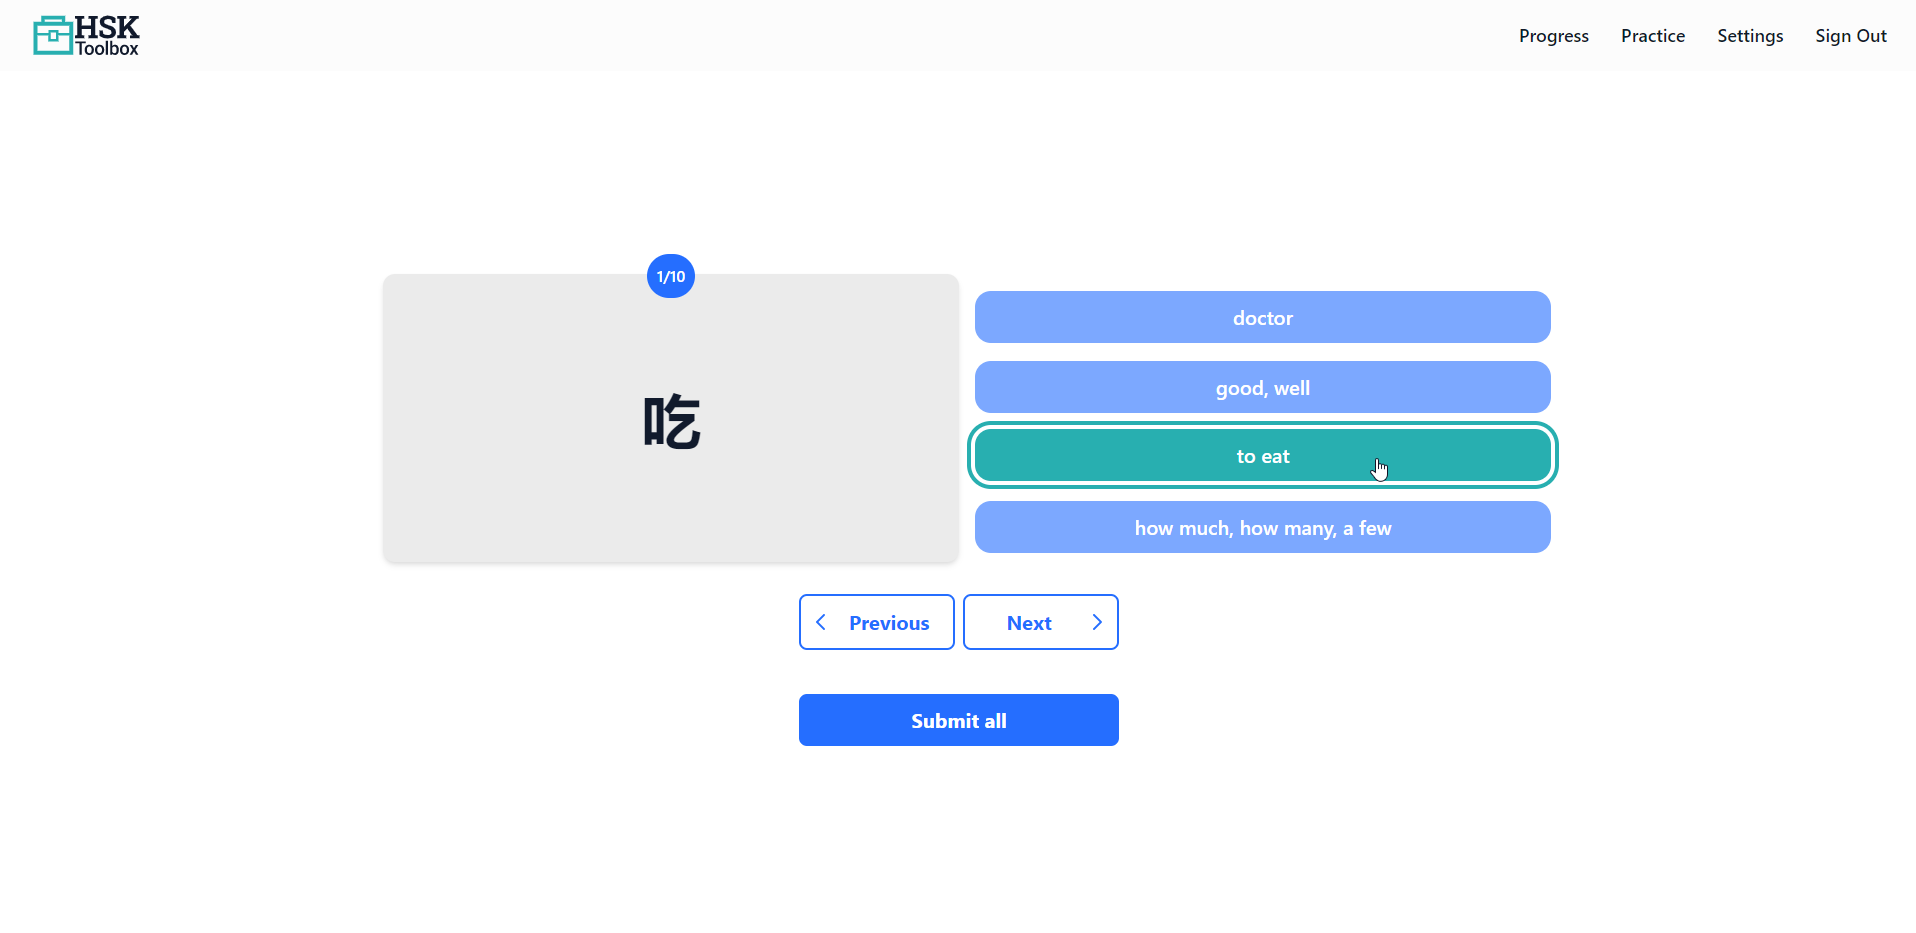 HSK
Toolbox
Progress
Practice
Settings
Sign Out
1/10
吃
doctor
good, well
to eat
how much, how many, a few
Previous
Next
Submit all